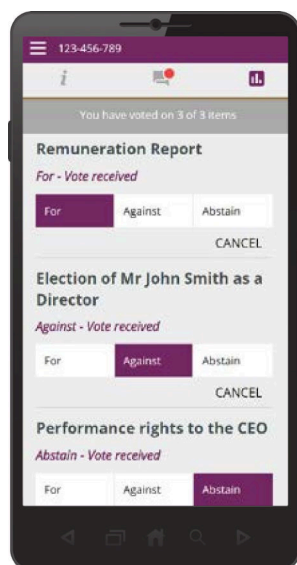 123-456-789
i
You have voted on 3 of 3 items
Remuneration Report
For - Vote received
For Against Abstain
CANCEL
Election of Mr John Smith as a
Director
Against - Vote received
For Against Abstain
CANCEL
Performance rights to the CEO
Abstain - Vote received
For Against Abstain